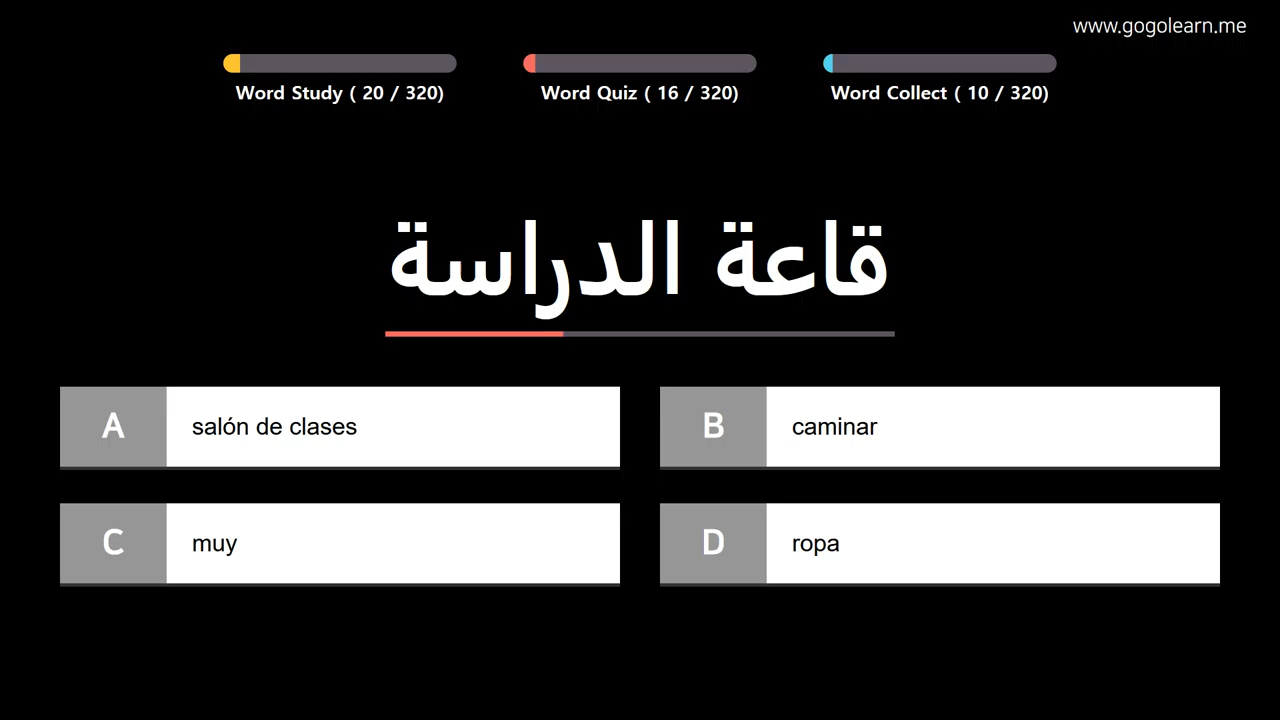 www.gogolearn.me
Word Study ( 20 / 320)
Word Quiz ( 16 / 320)
Word Collect ( 10 / 320)
قاعة الدراسة
A
salón de clases
B
caminar
C
muy
D
ropa